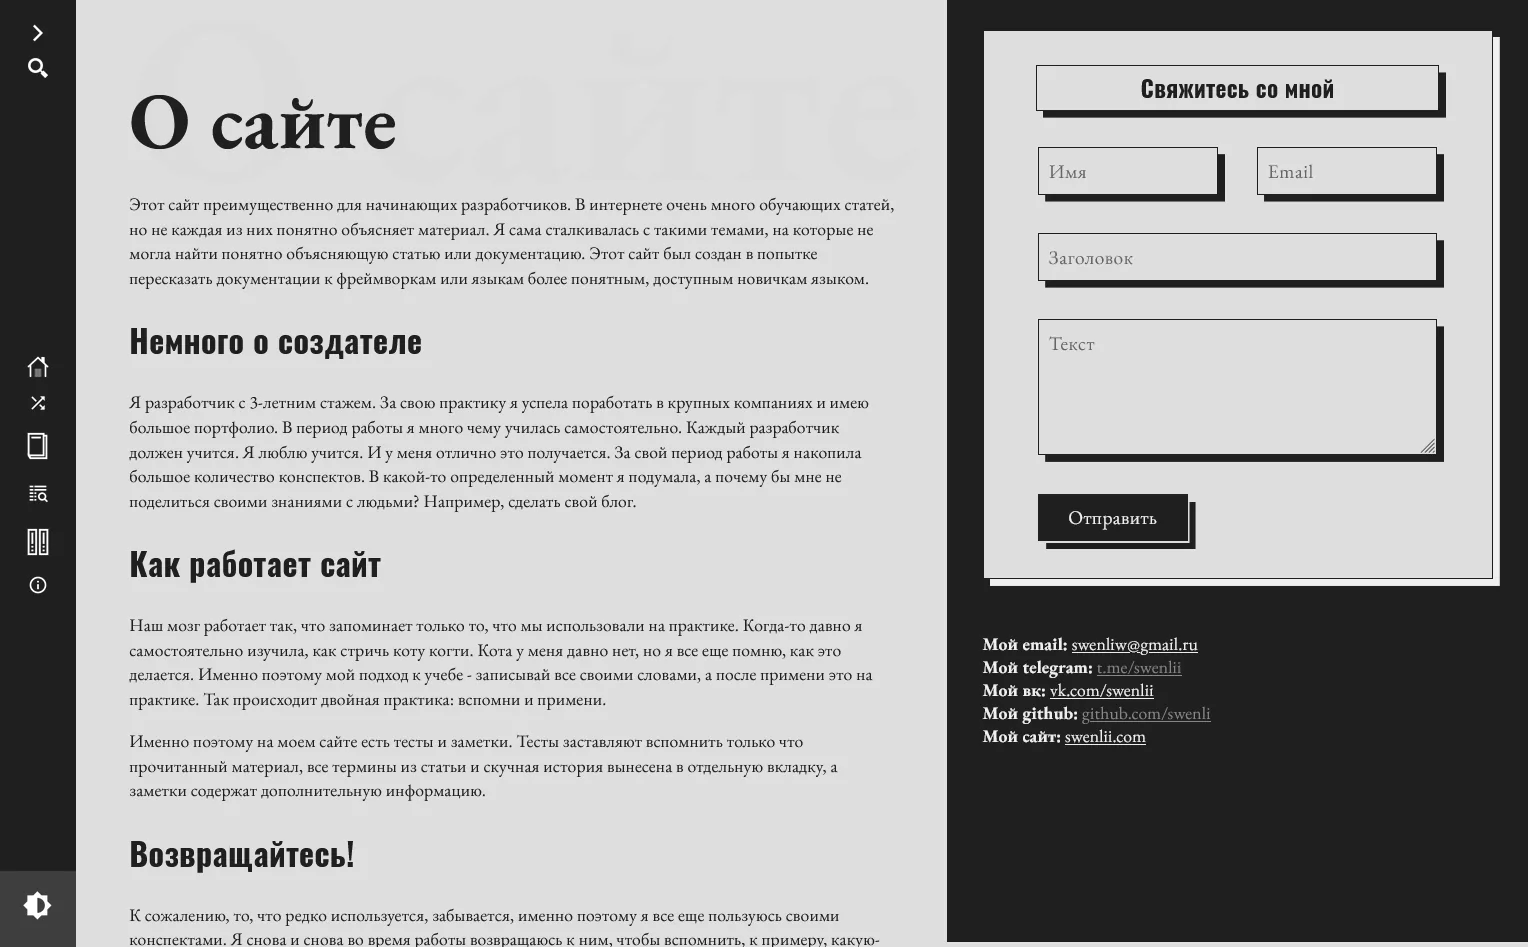 О сайте
Этот сайт преимущественно для начинающих разработчиков. В интернете очень много обучающих статей,
но не каждая из них понятно объясняет материал. Я сама сталкивалась с такими темами, на которые не
могла найти понятно объясняющую статью или документацию. Этот сайт был создан в попытке
пересказать документации к фреймворкам или языкам более понятным, доступным новичкам языком.
Немного о создателе
Я разработчик с 3-летним стажем. За свою практику я успела поработать в крупных компаниях и имею
большое портфолио. В период работы я много чему училась самостоятельно. Каждый разработчик
должен учится. Я люблю учится. И у меня отлично это получается. За свой период работы я накопила
большое количество конспектов. В какой-то определенный момент я подумала, а почему бы мне не
поделиться своими знаниями с людьми? Например, сделать свой блог.
Как работает сайт
Наш мозг работает так, что запоминает только то, что мы использовали на практике. Когда-то давно я
самостоятельно изучила, как стричь коту когти. Кота у меня давно нет, но я все еще помню, как это
делается. Именно поэтому мой подход к учебе - записывай все своими словами, а после примени это на
практике. Так происходит двойная практика: вспомни и примени.
Именно поэтому на моем сайте есть тесты и заметки. Тесты заставляют вспомнить только что
прочитанный материал, все термины из статьи и скучная история вынесена в отдельную вкладку, а
заметки содержат дополнительную информацию.
Возвращайтесь!
К сожалению, то, что редко используется, забывается, именно поэтому я все еще пользуюсь своими
конспектами. Я снова и снова во время работы возвращаюсь к ним, чтобы вспомнить, к примеру, какую-
Свяжитесь со мной
Имя
Email
Заголовок
Текст
Отправить
Мой email: swenliw@gmail.ru
Мой telegram: t.me/swenlii
Мой вк: vk.com/swenlii
Мой github: github.com/swenli
Мой сайт: swenlii.com